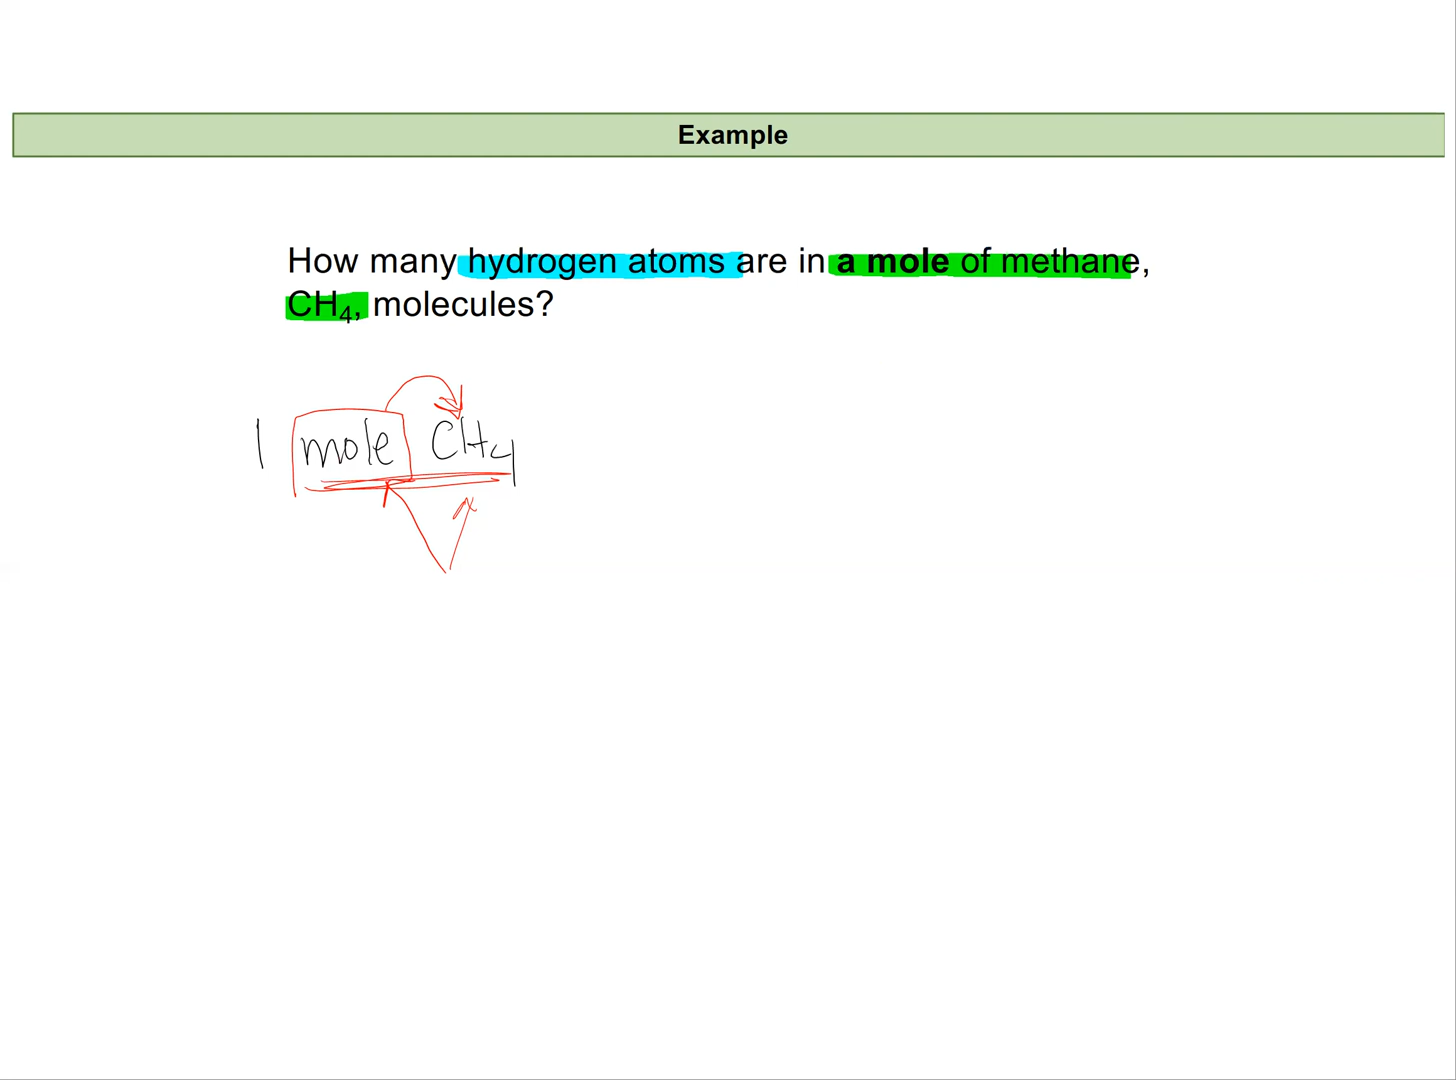 Example
How many hydrogen atoms are in a mole of methane,
CH₄, molecules?
1 mole CH₄